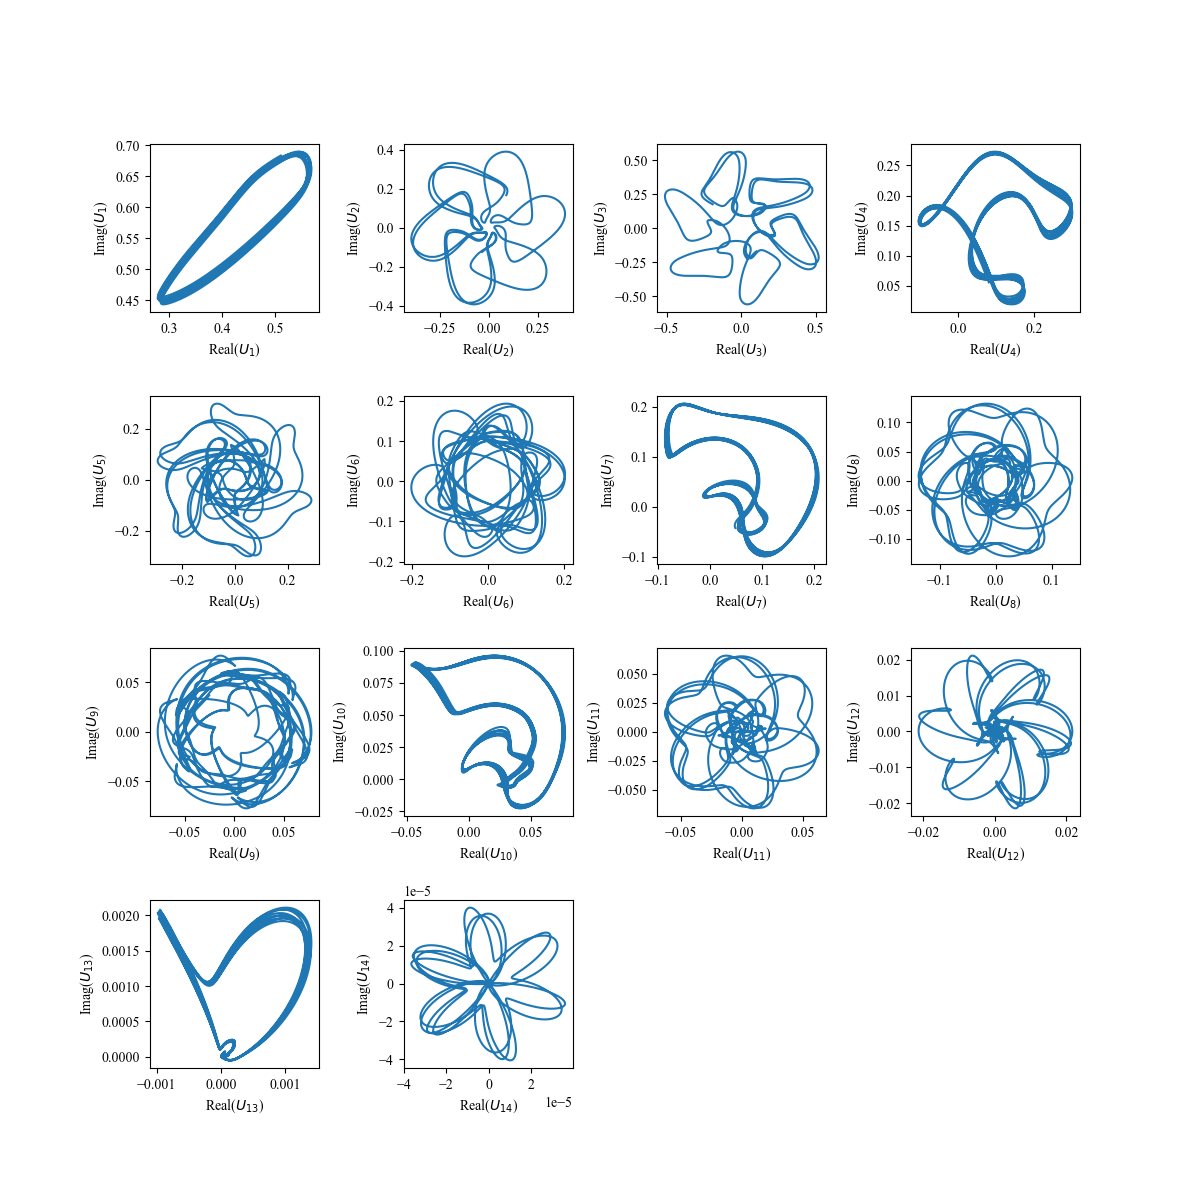 Imag(U1) 0.70 0.65 0.60 0.55 0.50 0.45
0.3 0.4 0.5
Real(U1)
Imag(U2) 0.4 0.2 0.0 −0.2 −0.4
−0.25 0.00 0.25
Real(U2)
Imag(U3) 0.50 0.25 0.00 −0.25 −0.50
−0.5 0.0 0.5
Real(U3)
Imag(U4) 0.25 0.20 0.15 0.10 0.05
0.0 0.2
Real(U4)
Imag(U5) 0.2 0.0 −0.2
−0.2 0.0 0.2
Real(U5)
Imag(U6) 0.2 0.1 0.0 −0.1 −0.2
−0.2 0.0 0.2
Real(U6)
Imag(U7) 0.2 0.1 0.0 −0.1
−0.1 0.0 0.1 0.2
Real(U7)
Imag(U8) 0.10 0.05 0.00 −0.05 −0.10
−0.1 0.0 0.1
Real(U8)
Imag(U9) 0.05 0.00 −0.05
−0.05 0.00 0.05
Real(U9)
Imag(U10) 0.100 0.075 0.050 0.025 0.000 −0.025
−0.05 0.00 0.05
Real(U10)
Imag(U11) 0.050 0.025 0.000 −0.025 −0.050
−0.05 0.00 0.05
Real(U11)
Imag(U12) 0.02 0.01 0.00 −0.01 −0.02
−0.02 0.00 0.02
Real(U12)
Imag(U13) 0.0020 0.0015 0.0010 0.0005 0.0000
−0.001 0.000 0.001
Real(U13)
1e−5
Imag(U14) 4 2 0 −2 −4
−4 −2 0 2
Real(U14) 1e−5